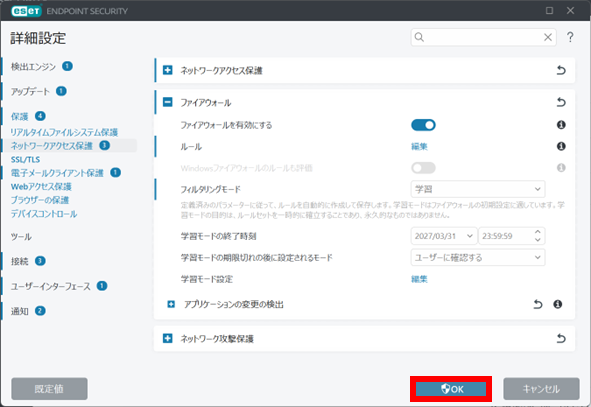 eset ENDPOINT SECURITY
詳細設定
?
検出エンジン 1
アップデート 1
保護 4
リアルタイムファイルシステム保護
ネットワークアクセス保護 3
SSL/TLS
電子メールクライアント保護 1
Webアクセス保護
ブラウザーの保護
デバイスコントロール
ツール
接続 3
ユーザーインターフェース 1
通知 2
ネットワークアクセス保護
ファイアウォール
ファイアウォールを有効にする
ルール 編集
Windowsファイアウォールのルールも評価
フィルタリングモード 学習
定義済みのパラメーターに従って、ルールを自動的に作成して保存します。学習モードはファイアウォールの初期設定に適しています。学
習モードの目的は、ルールセットを一時的に確立することであり、永久的なものではありません。
学習モードの終了時刻 2027/03/31 23:59:59
学習モードの期限切れの後に設定されるモード ユーザーに確認する
学習モード設定 編集
アプリケーションの変更の検出
ネットワーク攻撃保護
既定値 OK キャンセル